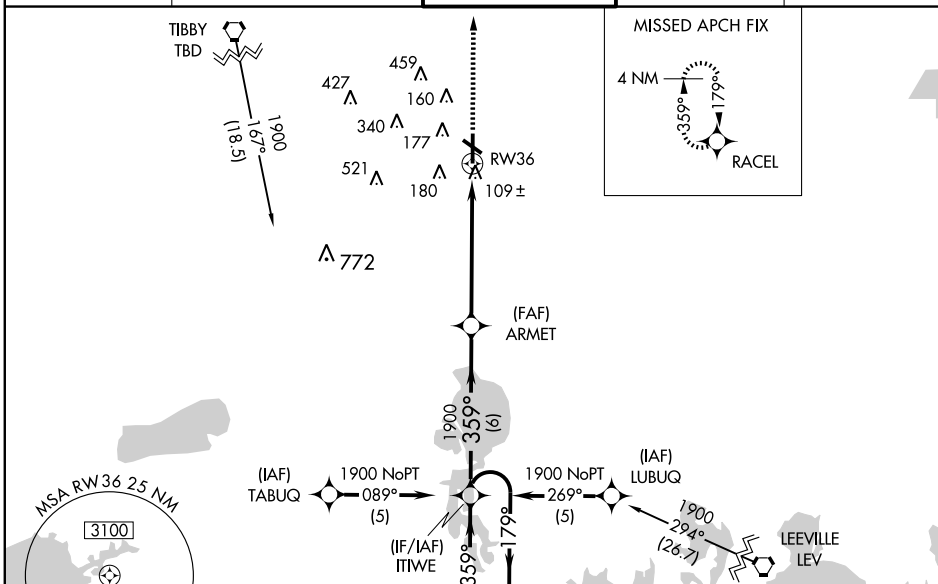 TIBBY
TBD
1900
167°
(18.5)
459
427
160
340
177
521
180
RW36
109 ±
772
MISSED APCH FIX
4 NM
359°
179°
RACEL
(FAF)
ARMET
1900
359°
(6)
(IAF)
TABUQ
1900 NoPT
089°
(5)
1900 NoPT
269°
(5)
(IAF)
LUBUQ
(IF/IAF)
ITIWE
359°
179°
1900
294°
(26.7)
LEEVILLE
LEV
MSA RW36 25 NM
3100